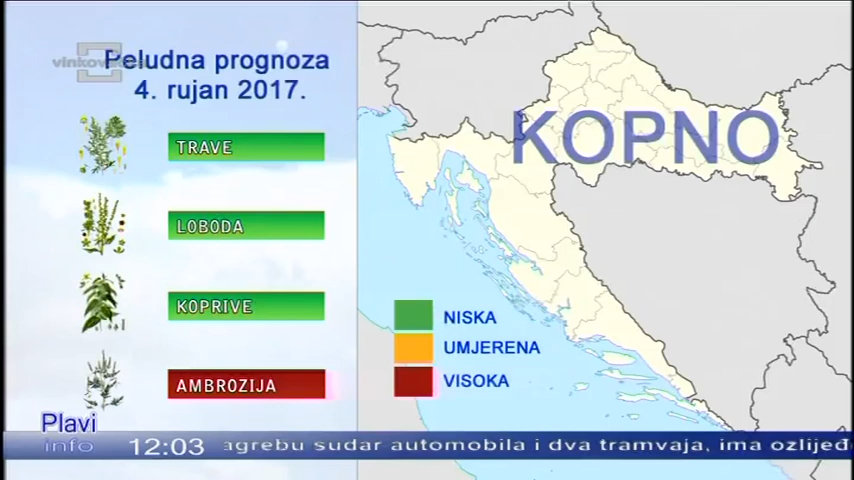 Peludna prognoza
4. rujan 2017.
TRAVE
LOBODA
KOPRIVE
AMBROZIJA
KOPNO
NISKA
UMJERENA
VISOKA
Plavi
info
12:03
agrebu sudar automobila i dva tramvaja, ima ozlijeđ